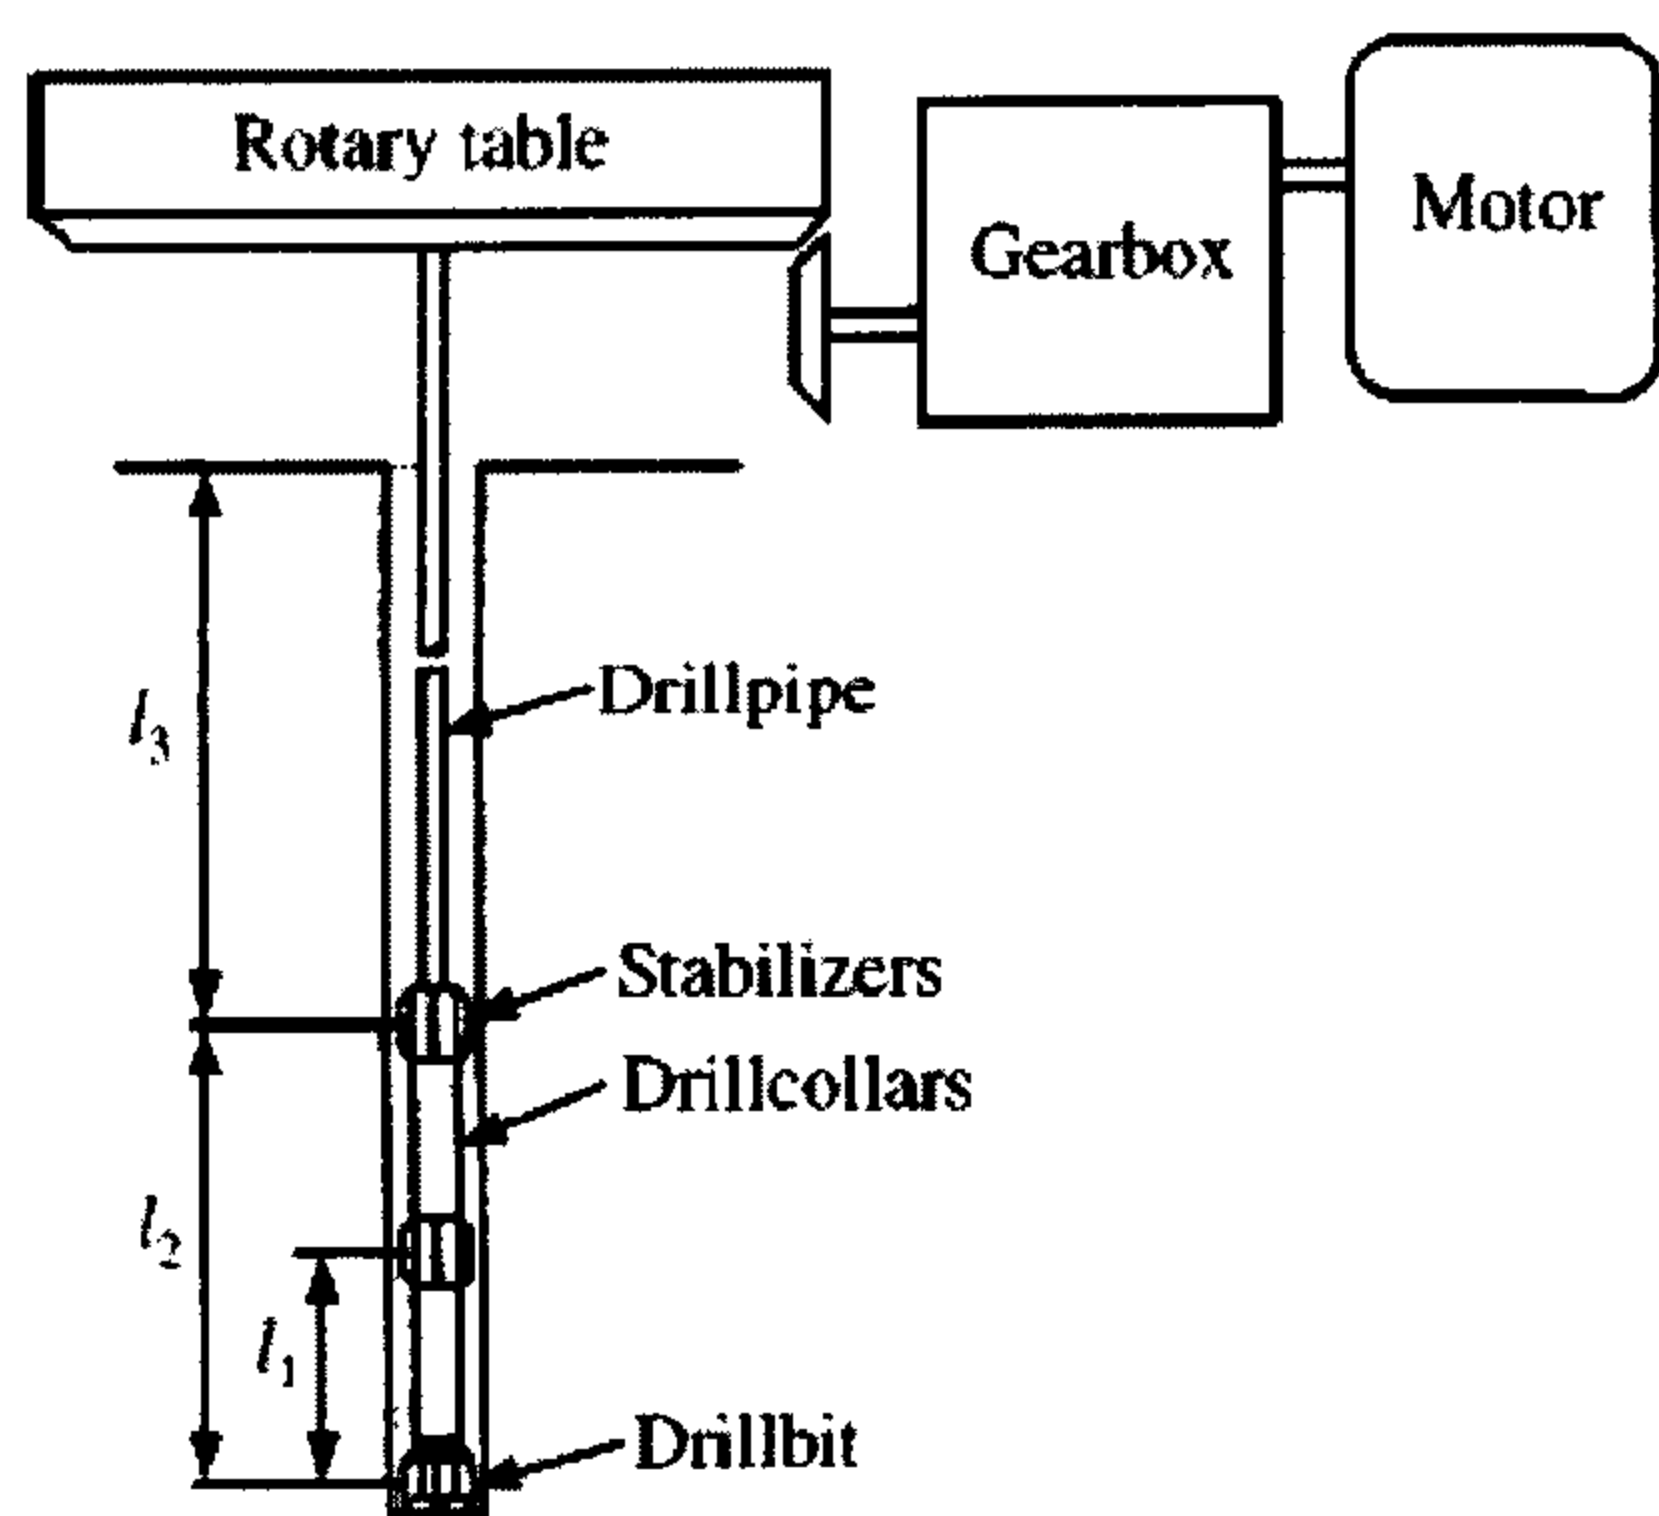 Rotary table
Gearbox
Motor
l3
Drillpipe
Stabilizers
Drillcollars
l2
l1
Drillbit